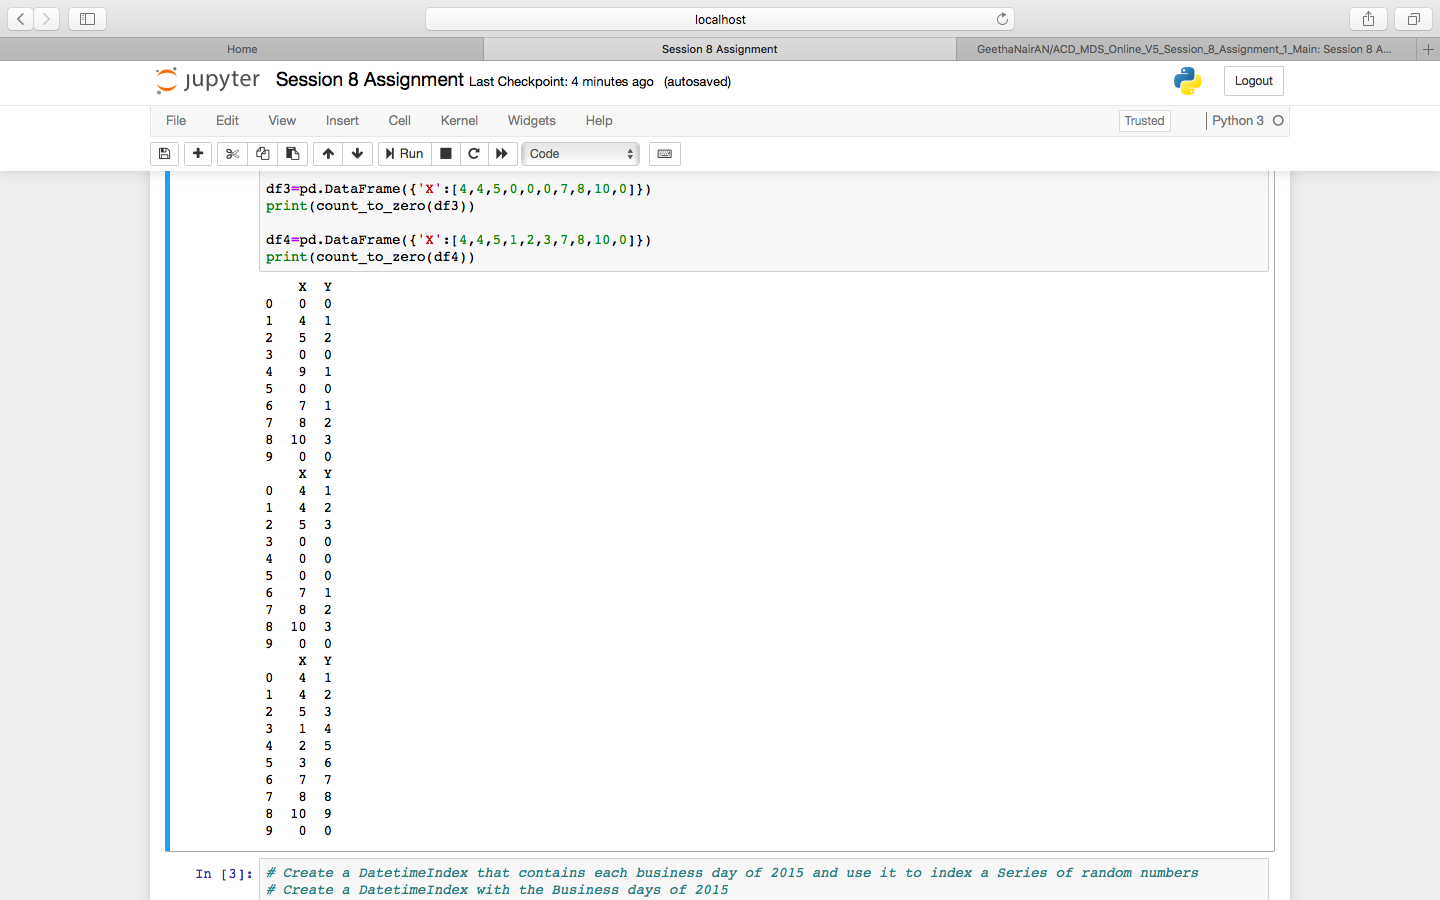 localhost
Home
Session 8 Assignment
GeethaNairAN/ACD_MDS_Online_V5_Session_8_Assignment_1_Main: Session 8 A...
jupyter Session 8 Assignment Last Checkpoint: 4 minutes ago (autosaved)
Logout
File Edit View Insert Cell Kernel Widgets Help
Trusted
Python 3
Run
Code
df3=pd.DataFrame({'X':[4,4,5,0,0,0,7,8,10,0]})
print(count_to_zero(df3))
df4=pd.DataFrame({'X':[4,4,5,1,2,3,7,8,10,0]})
print(count_to_zero(df4))
X Y
0 0 0
1 4 1
2 5 2
3 0 0
4 9 1
5 0 0
6 7 1
7 8 2
8 10 3
9 0 0
X Y
0 4 1
1 4 2
2 5 3
3 0 0
4 0 0
5 0 0
6 7 1
7 8 2
8 10 3
9 0 0
X Y
0 4 1
1 4 2
2 5 3
3 1 4
4 2 5
5 3 6
6 7 7
7 8 8
8 10 9
9 0 0
In [3]:
# Create a DatetimeIndex that contains each business day of 2015 and use it to index a Series of random numbers
# Create a DatetimeIndex with the Business days of 2015